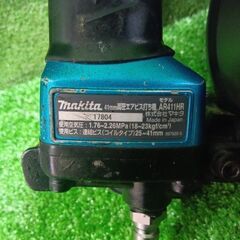 makita
41mm高圧エアビス打ち機
モデル AR411HR
17804
株式会社マキタ
Made in Japan
使用空気圧：1.76-2.26MPa (18-23kgf/cm²)
使用ビス：連結ビス(コイルタイプ) 25-41mm